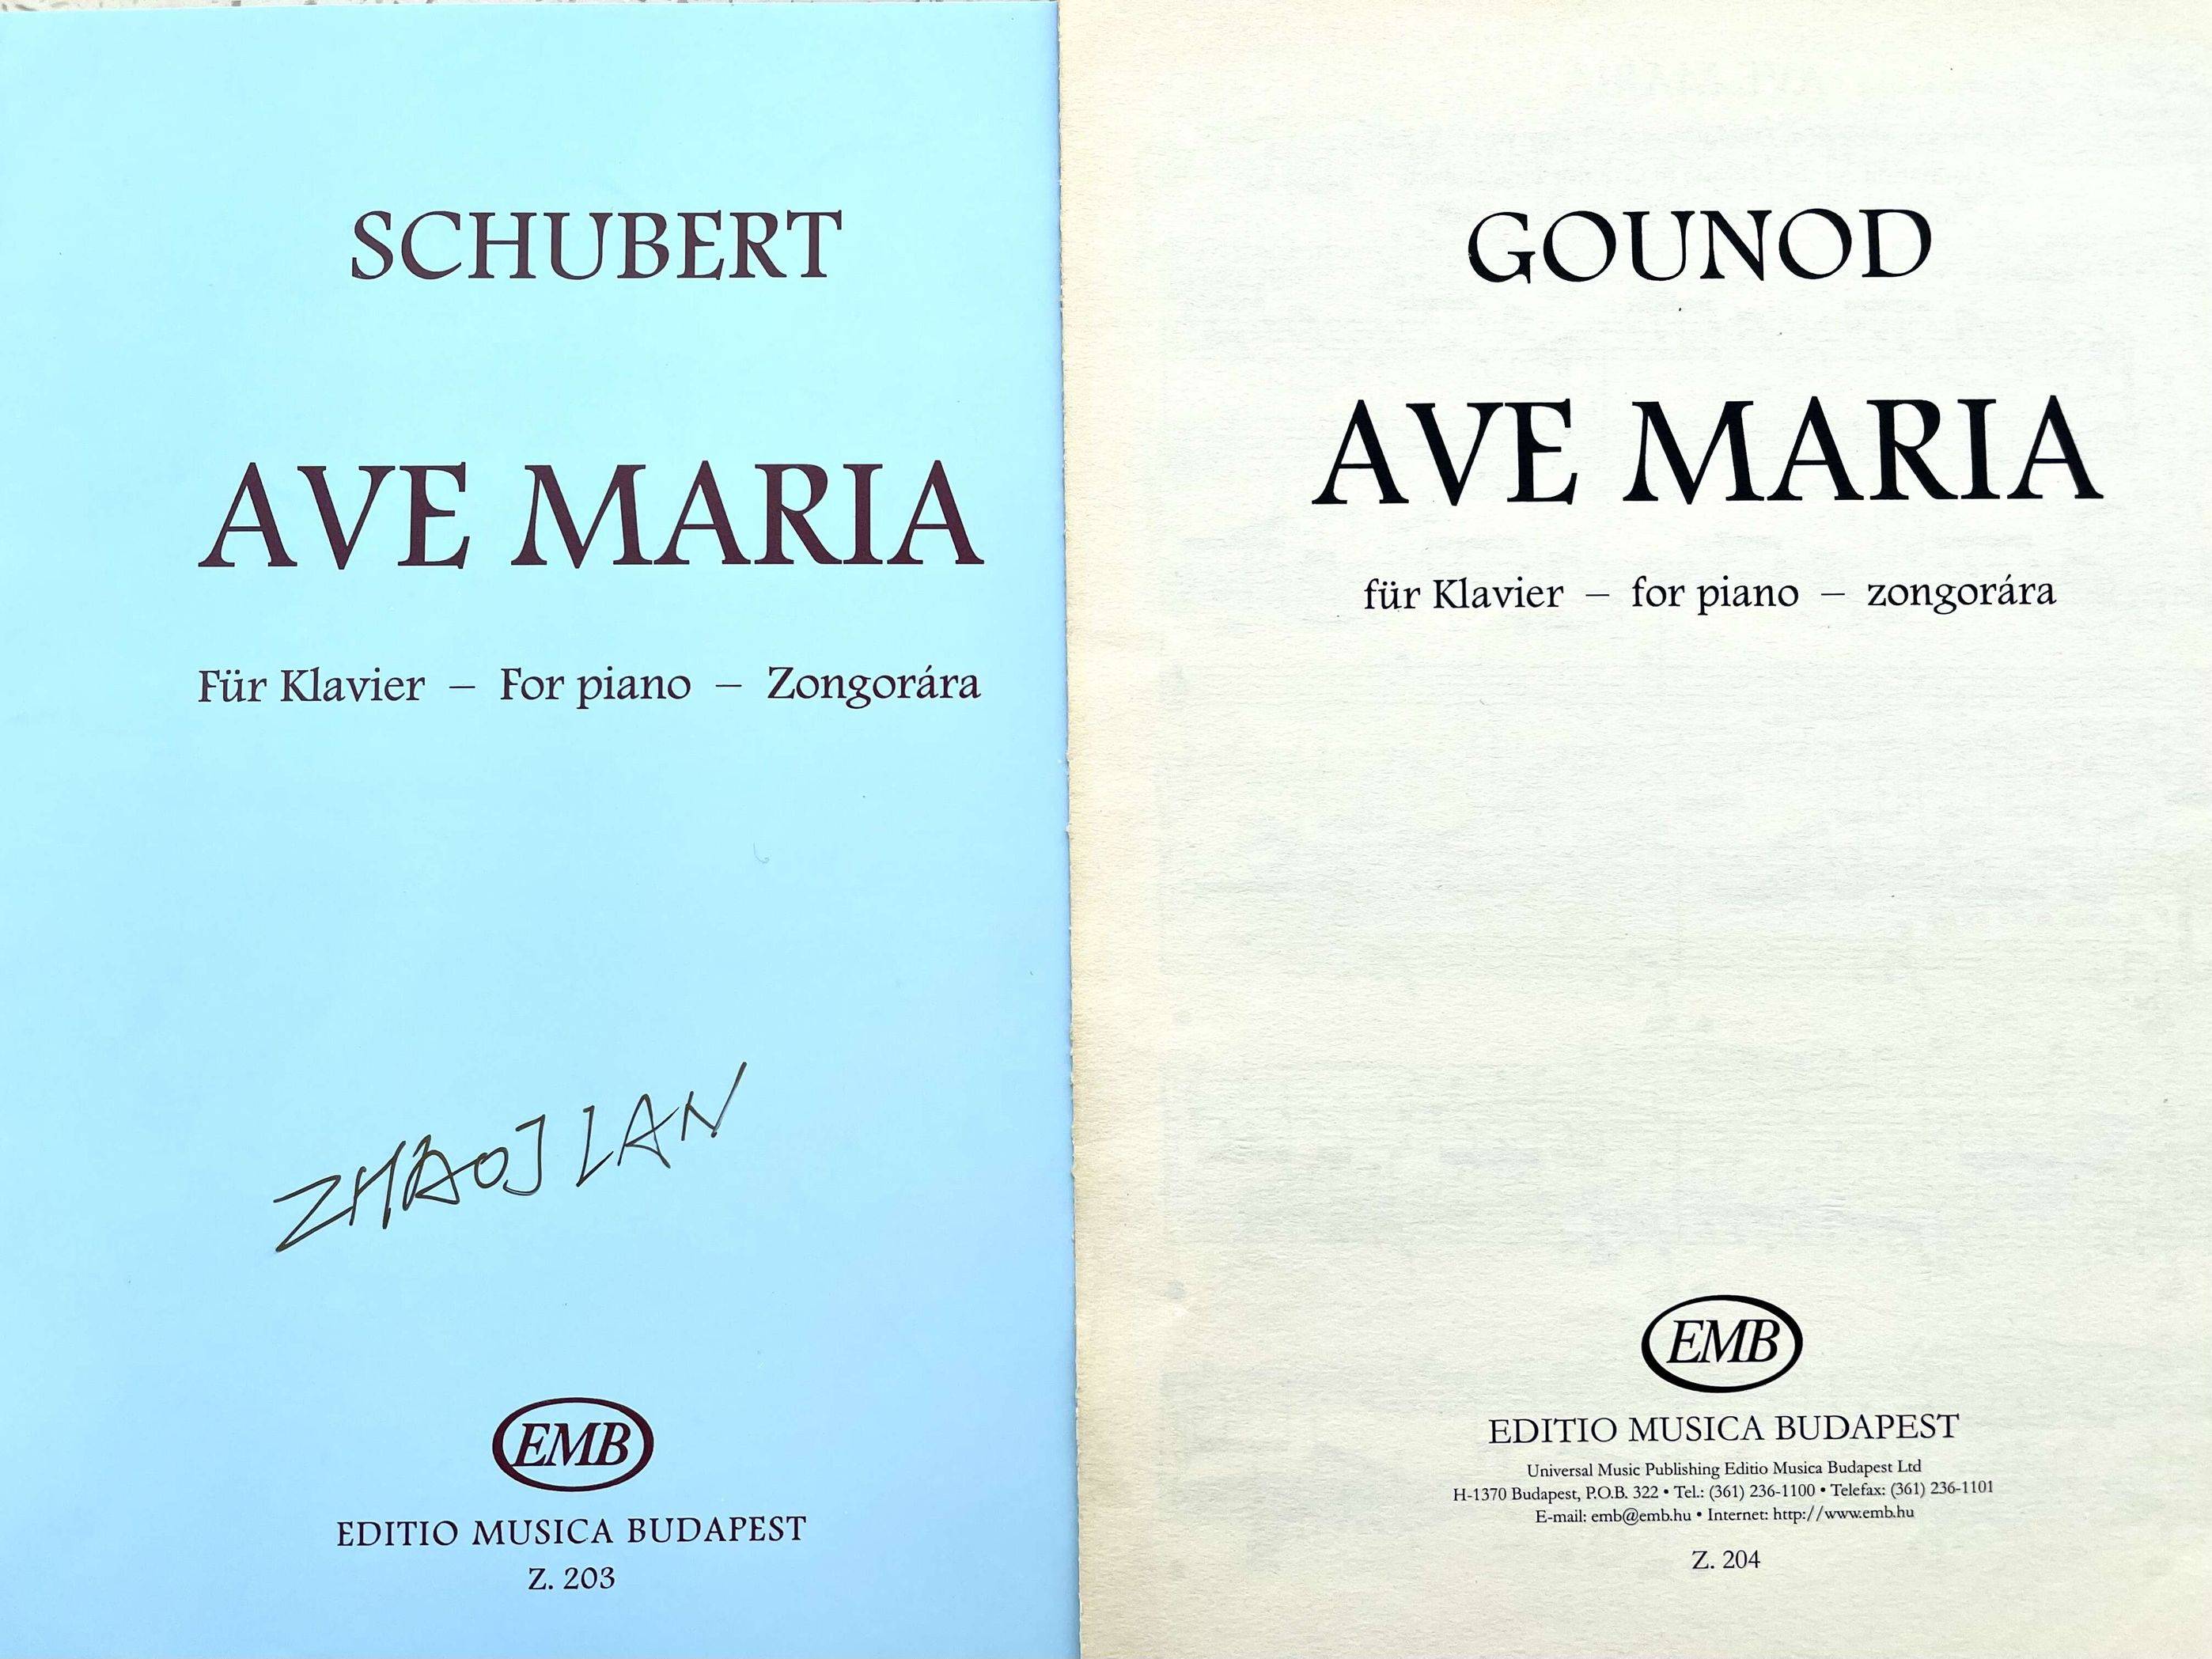 SCHUBERT
AVE MARIA
Für Klavier – For piano – Zongorára
ZHAOJ LAN
EMB
EDITIO MUSICA BUDAPEST
Z. 203
GOUNOD
AVE MARIA
für Klavier – for piano – zongorára
EMB
EDITIO MUSICA BUDAPEST
Universal Music Publishing Editio Musica Budapest Ltd
H-1370 Budapest, P.O.B. 322 • Tel.: (361) 236-1100 • Telefax: (361) 236-1101
E-mail: emb@emb.hu • Internet: http://www.emb.hu
Z. 204